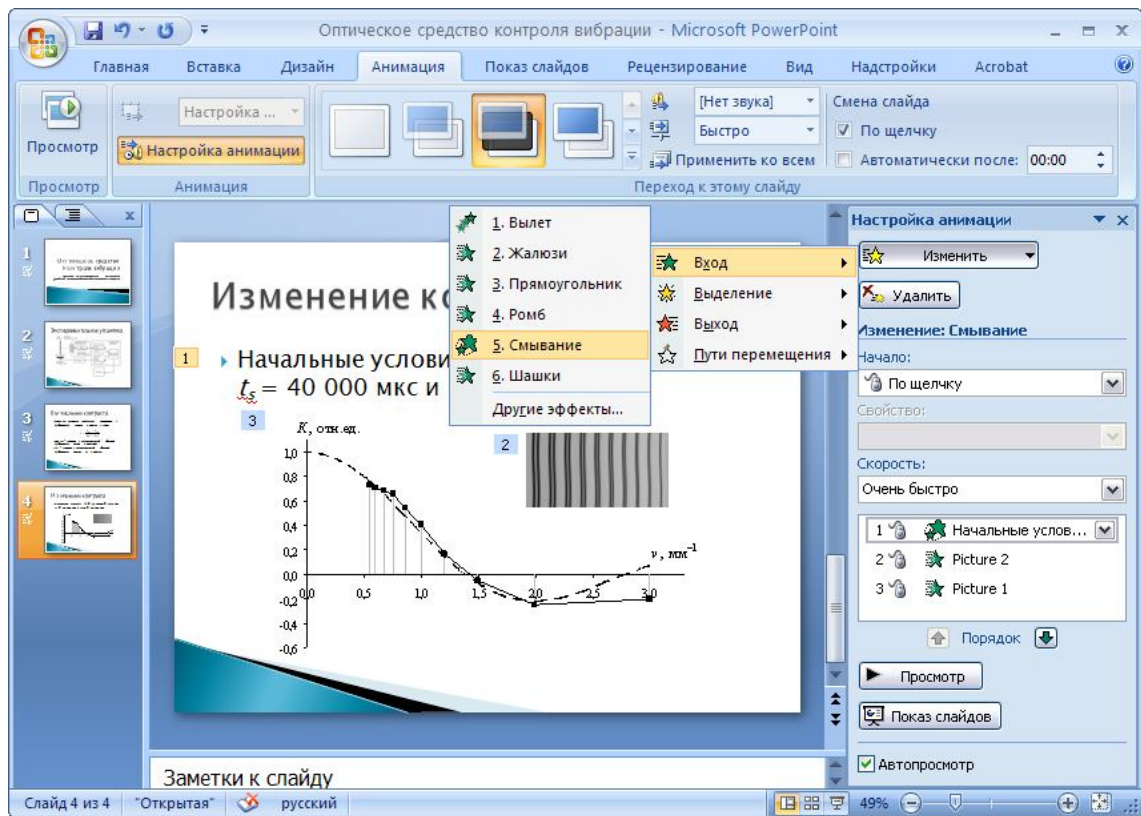 Оптическое средство контроля вибрации - Microsoft PowerPoint
Главная Вставка Дизайн Анимация Показ слайдов Рецензирование Вид Надстройки Acrobat
Просмотр
Настройка ...
Настройка анимации
[Нет звука]
Быстро
Применить ко всем
Смена слайда
По щелчку
Автоматически после: 00:00
Просмотр Анимация Переход к этому слайду
1
2
3
4
Изменение ко
1 Начальные услови
ts = 40 000 мкс и
3
2
K, отн.ед.
1,0
0,8
0,6
0,4
0,2
0,0
-0,2
-0,4
-0,6
0,0 0,5 1,0 1,5 2,0 2,5 3,0
ν, мм⁻¹
1. Вылет
2. Жалюзи
3. Прямоугольник
4. Ромб
5. Смывание
6. Шашки
Другие эффекты...
Вход
Выделение
Выход
Пути перемещения
Настройка анимации
Изменить
Удалить
Изменение: Смывание
Начало:
По щелчку
Свойство:
Скорость:
Очень быстро
1 Начальные услов...
2 Picture 2
3 Picture 1
Порядок
Просмотр
Показ слайдов
Автопросмотр
Заметки к слайду
Слайд 4 из 4 "Открытая" русский 49%